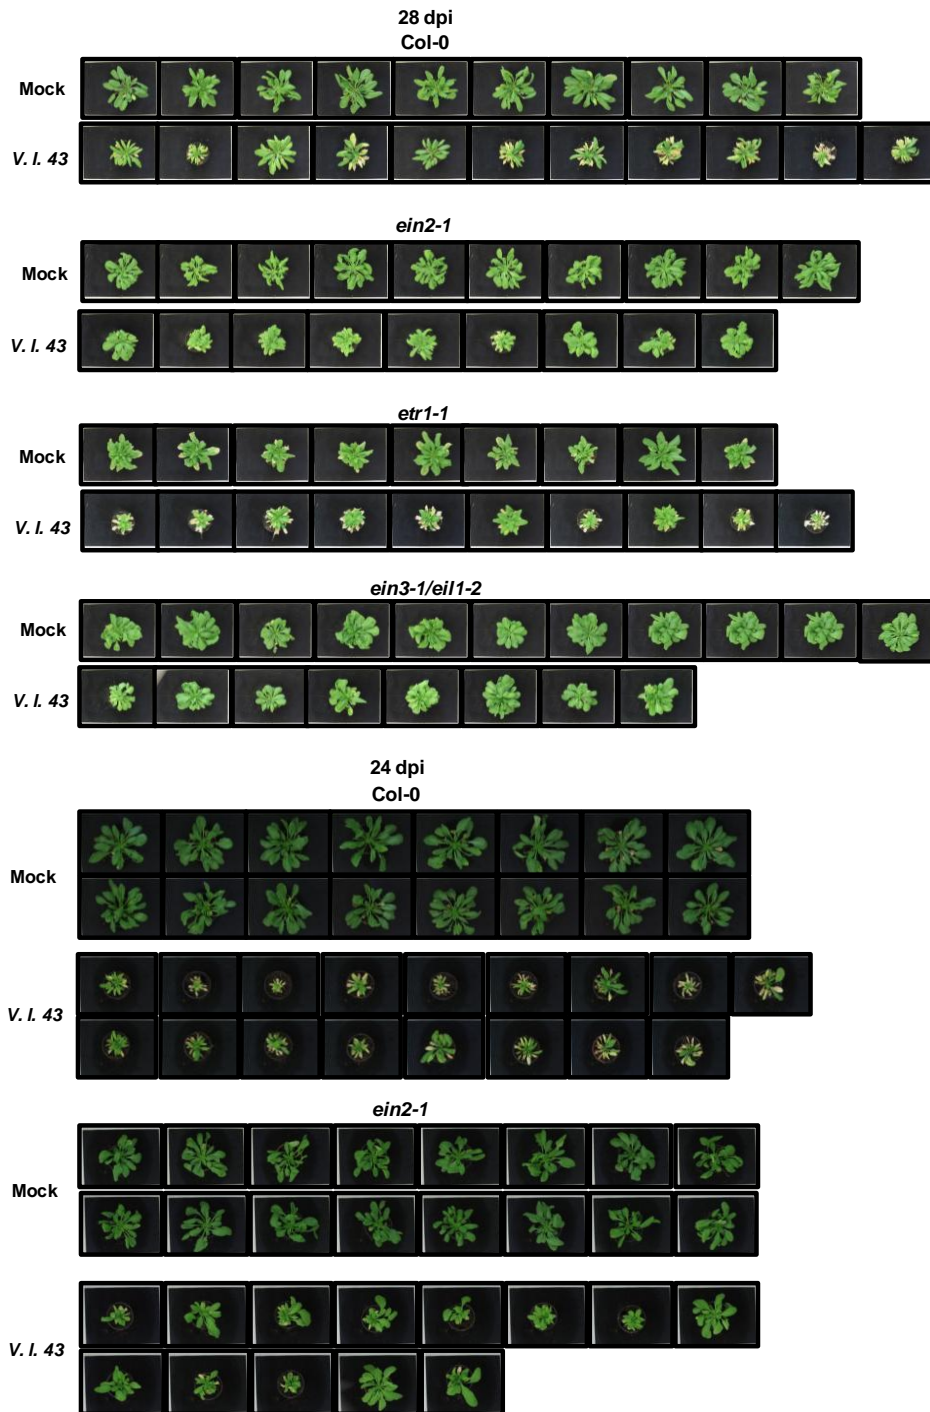 28 dpi
Col-0
Mock
V. l. 43
ein2-1
Mock
V. l. 43
etr1-1
Mock
V. l. 43
ein3-1/eil1-2
Mock
V. l. 43
24 dpi
Col-0
Mock
V. l. 43
ein2-1
Mock
V. l. 43